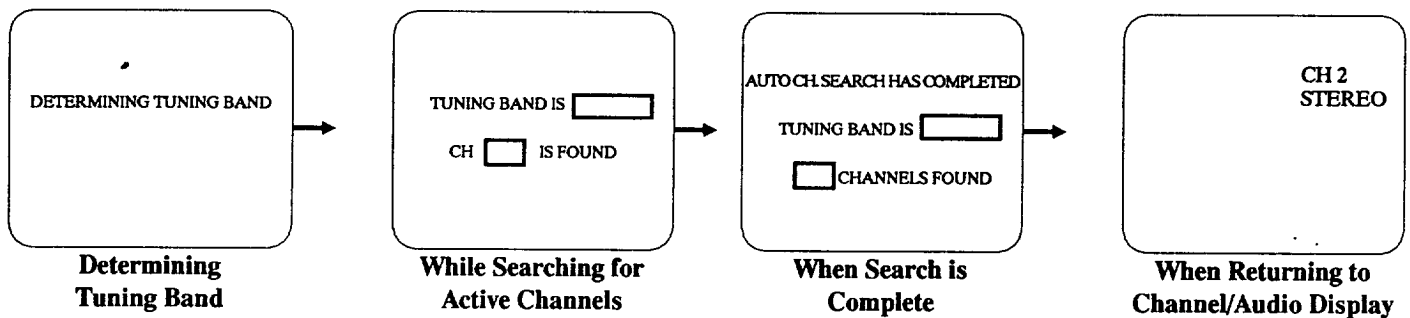 DETERMINING TUNING BAND
Determining
Tuning Band
TUNING BAND IS
CH IS FOUND
While Searching for
Active Channels
AUTO CH. SEARCH HAS COMPLETED
TUNING BAND IS
CHANNELS FOUND
When Search is
Complete
CH 2
STEREO
When Returning to
Channel/Audio Display